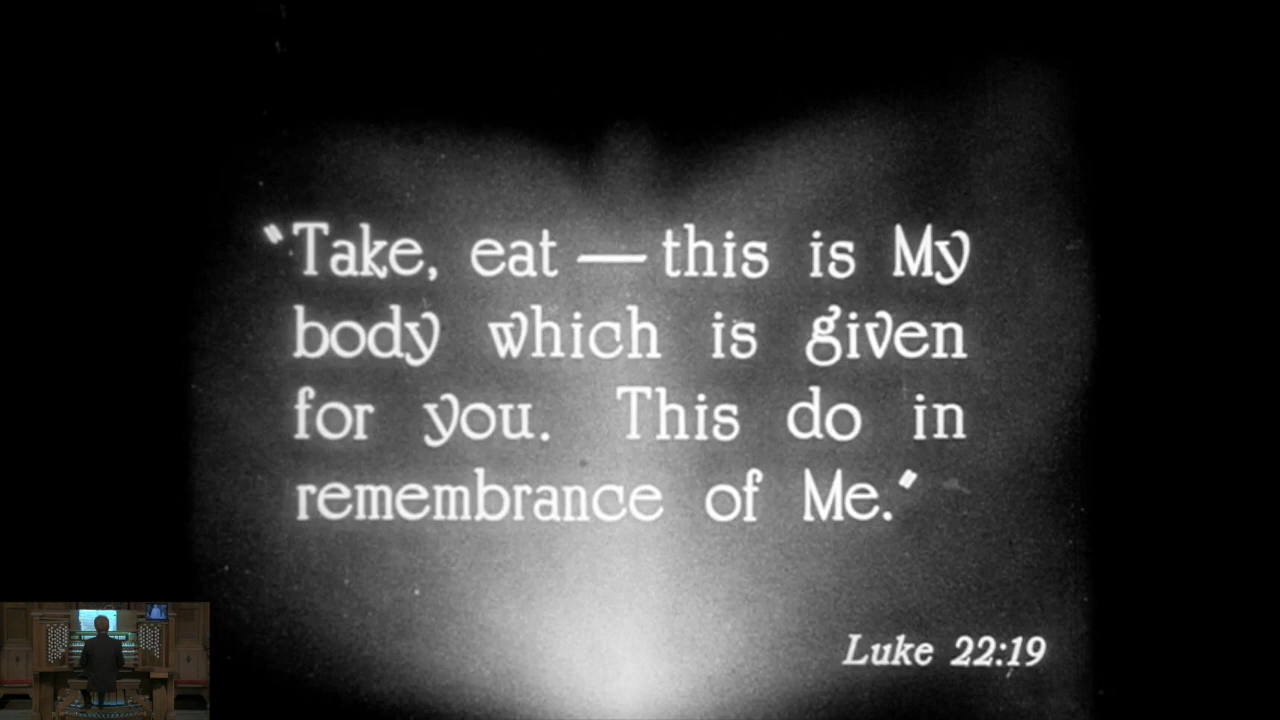 "Take, eat — this is My
body which is given
for you. This do in
remembrance of Me."
Luke 22:19